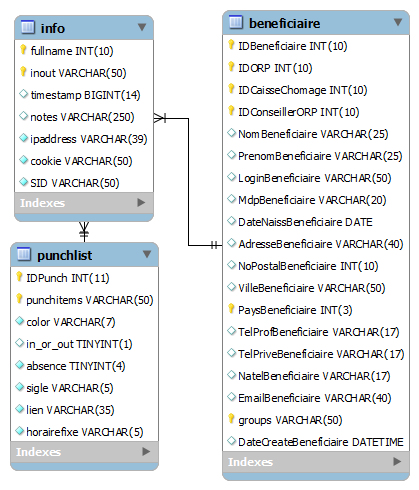 info
fullname INT(10)
inout VARCHAR(50)
timestamp BIGINT(14)
notes VARCHAR(250)
ipaddress VARCHAR(39)
cookie VARCHAR(50)
SID VARCHAR(50)
Indexes
punchlist
IDPunch INT(11)
punchitems VARCHAR(50)
color VARCHAR(7)
in_or_out TINYINT(1)
absence TINYINT(4)
sigle VARCHAR(5)
lien VARCHAR(35)
horairefixe VARCHAR(5)
Indexes
beneficiaire
IDBeneficiaire INT(10)
IDORP INT(10)
IDCaisseChomage INT(10)
IDConseillerORP INT(10)
NomBeneficiaire VARCHAR(25)
PrenomBeneficiaire VARCHAR(25)
LoginBeneficiaire VARCHAR(50)
MdpBeneficiaire VARCHAR(20)
DateNaissBeneficiaire DATE
AdresseBeneficiaire VARCHAR(40)
NoPostalBeneficiaire INT(10)
VilleBeneficiaire VARCHAR(50)
PaysBeneficiaire INT(3)
TelProfBeneficiaire VARCHAR(17)
TelPriveBeneficiaire VARCHAR(17)
NatelBeneficiaire VARCHAR(17)
EmailBeneficiaire VARCHAR(40)
groups VARCHAR(50)
DateCreateBeneficiaire DATETIME
Indexes